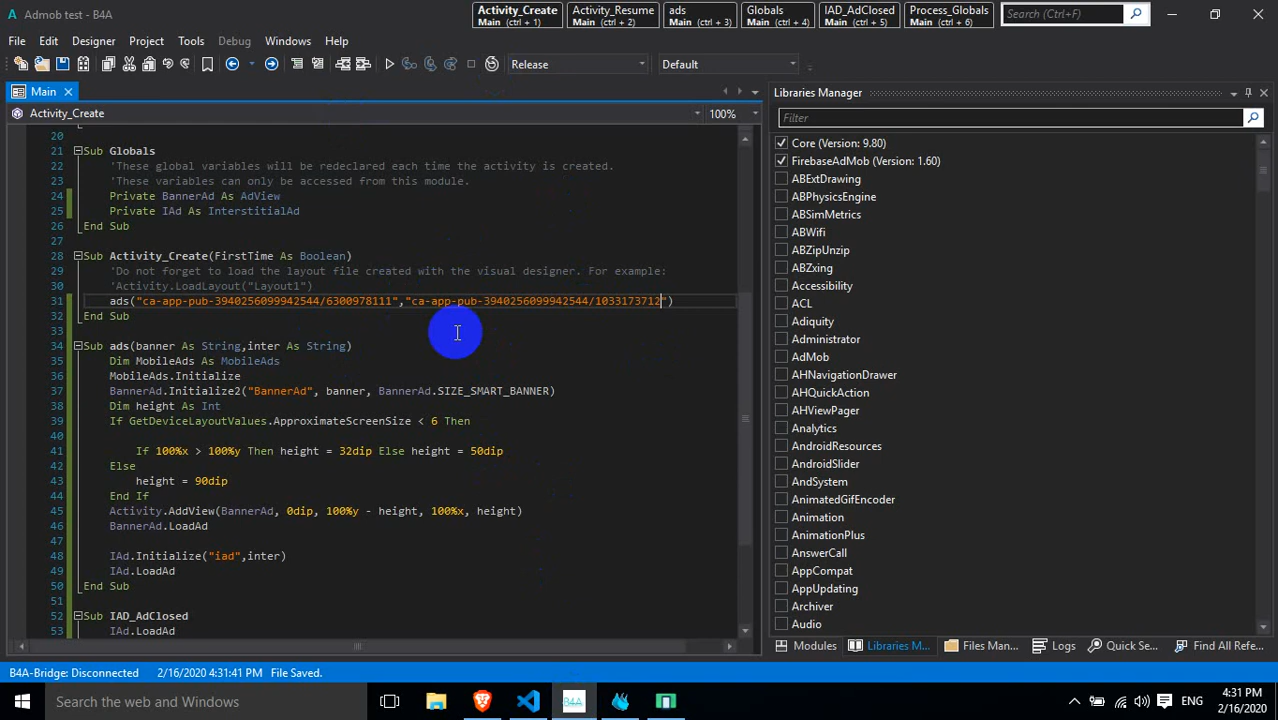 Admob test - B4A
Activity_Create
Main (ctrl + 1)
Activity_Resume
Main (ctrl + 2)
ads
Main (ctrl + 3)
Globals
Main (ctrl + 4)
IAD_AdClosed
Main (ctrl + 5)
Process_Globals
Main (ctrl + 6)
Search (Ctrl+F)
File Edit Designer Project Tools Debug Windows Help
Release
Default
Main
Activity_Create
100%
20
21 Sub Globals
22 'These global variables will be redeclared each time the activity is created.
23 'These variables can only be accessed from this module.
24 Private BannerAd As AdView
25 Private IAd As InterstitialAd
26 End Sub
27
28 Sub Activity_Create(FirstTime As Boolean)
29 'Do not forget to load the layout file created with the visual designer. For example:
30 'Activity.LoadLayout("Layout1")
31 ads("ca-app-pub-3940256099942544/6300978111","ca-app-pub-3940256099942544/1033173712")
32 End Sub
33
34 Sub ads(banner As String,inter As String)
35 Dim MobileAds As MobileAds
36 MobileAds.Initialize
37 BannerAd.Initialize2("BannerAd", banner, BannerAd.SIZE_SMART_BANNER)
38 Dim height As Int
39 If GetDeviceLayoutValues.ApproximateScreenSize < 6 Then
40
41 If 100%x > 100%y Then height = 32dip Else height = 50dip
42 Else
43 height = 90dip
44 End If
45 Activity.AddView(BannerAd, 0dip, 100%y - height, 100%x, height)
46 BannerAd.LoadAd
47
48 IAd.Initialize("iad",inter)
49 IAd.LoadAd
50 End Sub
51
52 Sub IAD_AdClosed
53 IAd.LoadAd
Libraries Manager
Filter
Core (Version: 9.80)
FirebaseAdMob (Version: 1.60)
ABExtDrawing
ABPhysicsEngine
ABSimMetrics
ABWifi
ABZipUnzip
ABZxing
Accessibility
ACL
Adiquity
Administrator
AdMob
AHNavigationDrawer
AHQuickAction
AHViewPager
Analytics
AndroidResources
AndroidSlider
AndSystem
AnimatedGifEncoder
Animation
AnimationPlus
AnswerCall
AppCompat
AppUpdating
Archiver
Audio
Modules
Libraries M...
Files Man...
Logs
Quick Se...
Find All Refe...
B4A-Bridge: Disconnected 2/16/2020 4:31:41 PM File Saved.
Search the web and Windows
B4A
ENG
4:31 PM
2/16/2020